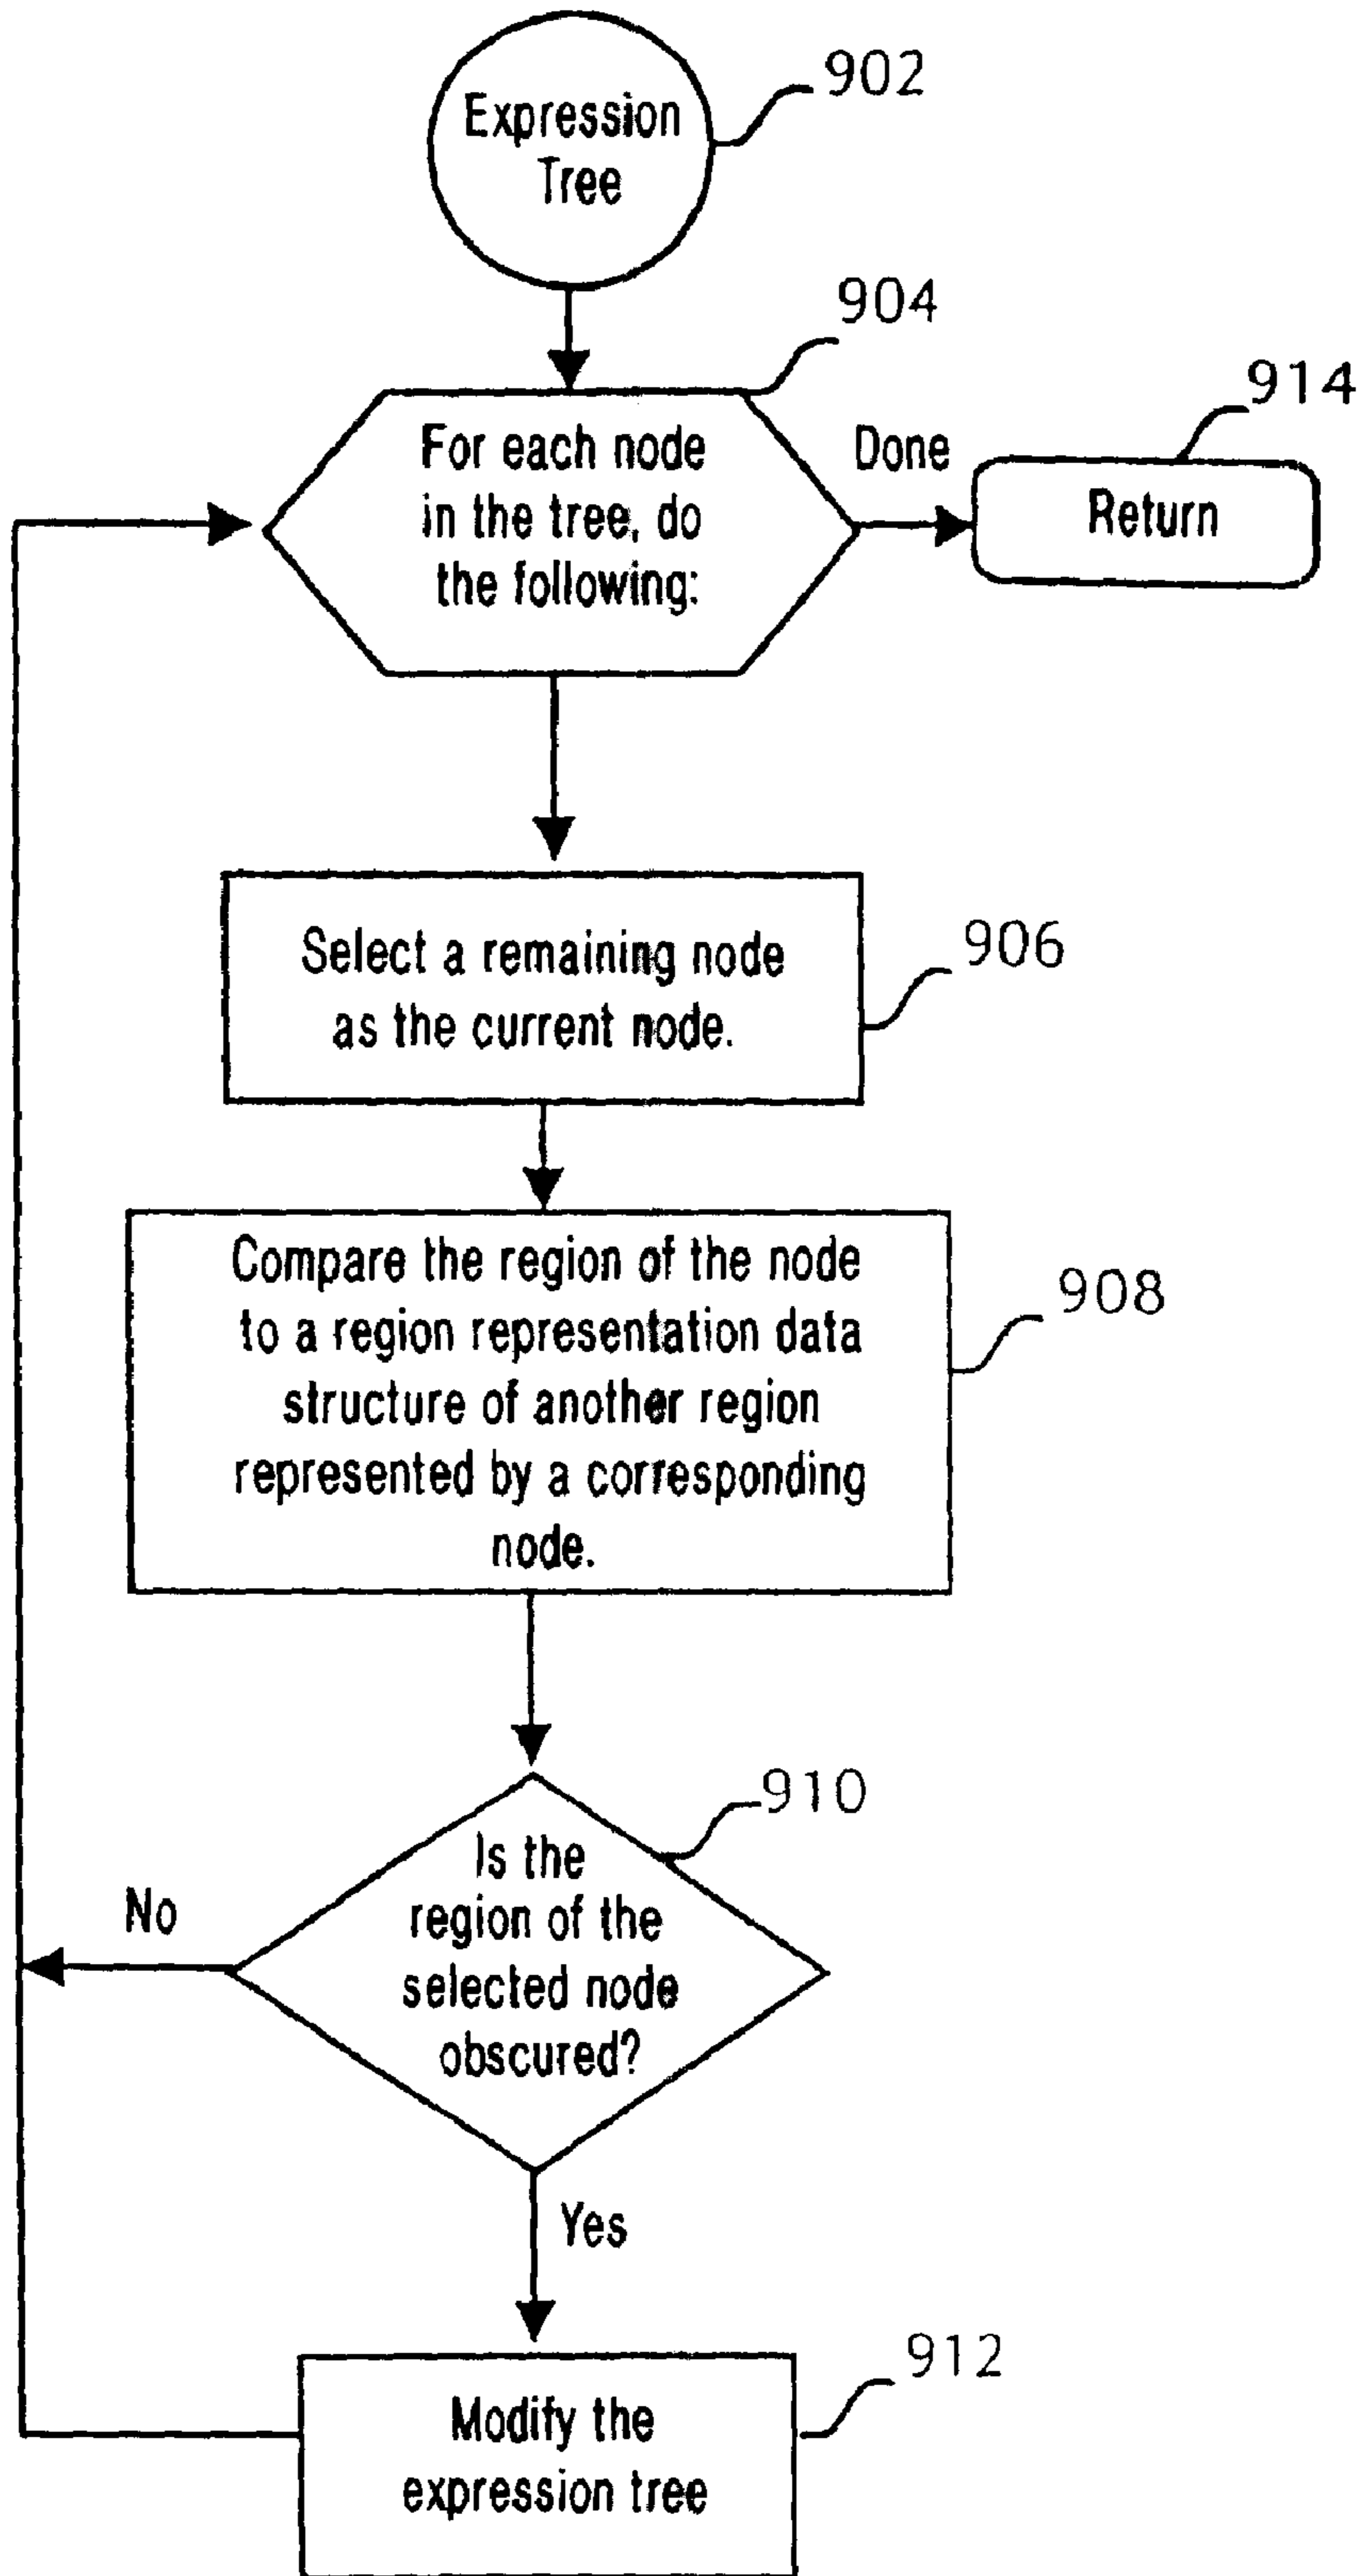 902
Expression
Tree
904
914
For each node
in the tree, do
the following:
Done
Return
Select a remaining node
as the current node.
906
Compare the region of the node
to a region representation data
structure of another region
represented by a corresponding
node.
908
910
Is the
region of the
selected node
obscured?
No
Yes
912
Modify the
expression tree